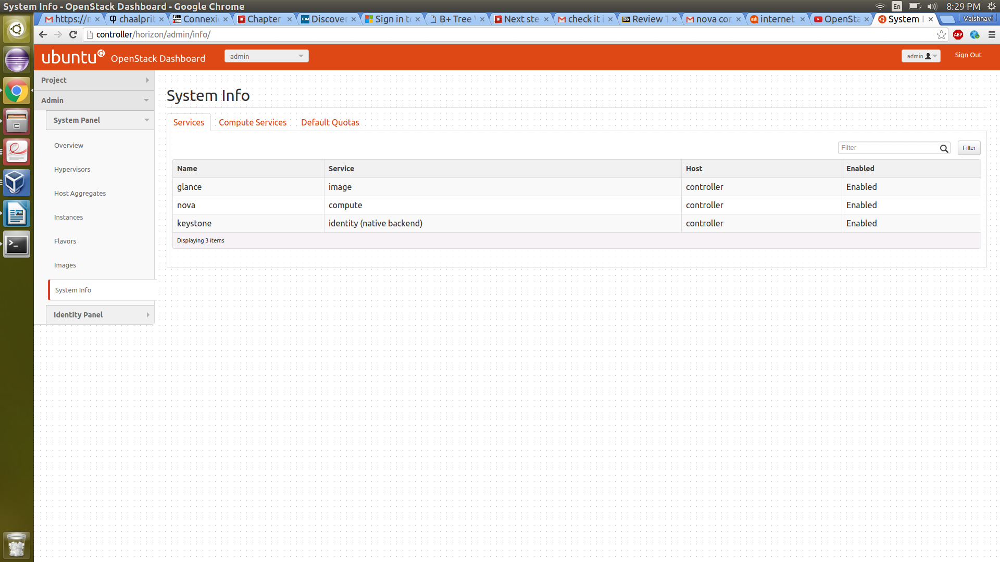 System Info - OpenStack Dashboard - Google Chrome
En
8:29 PM
https://
chaalprit
Connexi
Chapter
Discover
Sign in to
B+ Tree
Next ste
check it i
Review
nova cor
internet
OpenSta
System
Vaishnavi
controller/horizon/admin/info/
ABP
ubuntu OpenStack Dashboard
admin
admin
Sign Out
Project
Admin
System Panel
Overview
Hypervisors
Host Aggregates
Instances
Flavors
Images
System Info
Identity Panel
System Info
Services Compute Services Default Quotas
Filter
Filter
Name Service Host Enabled
glance image controller Enabled
nova compute controller Enabled
keystone identity (native backend) controller Enabled
Displaying 3 items